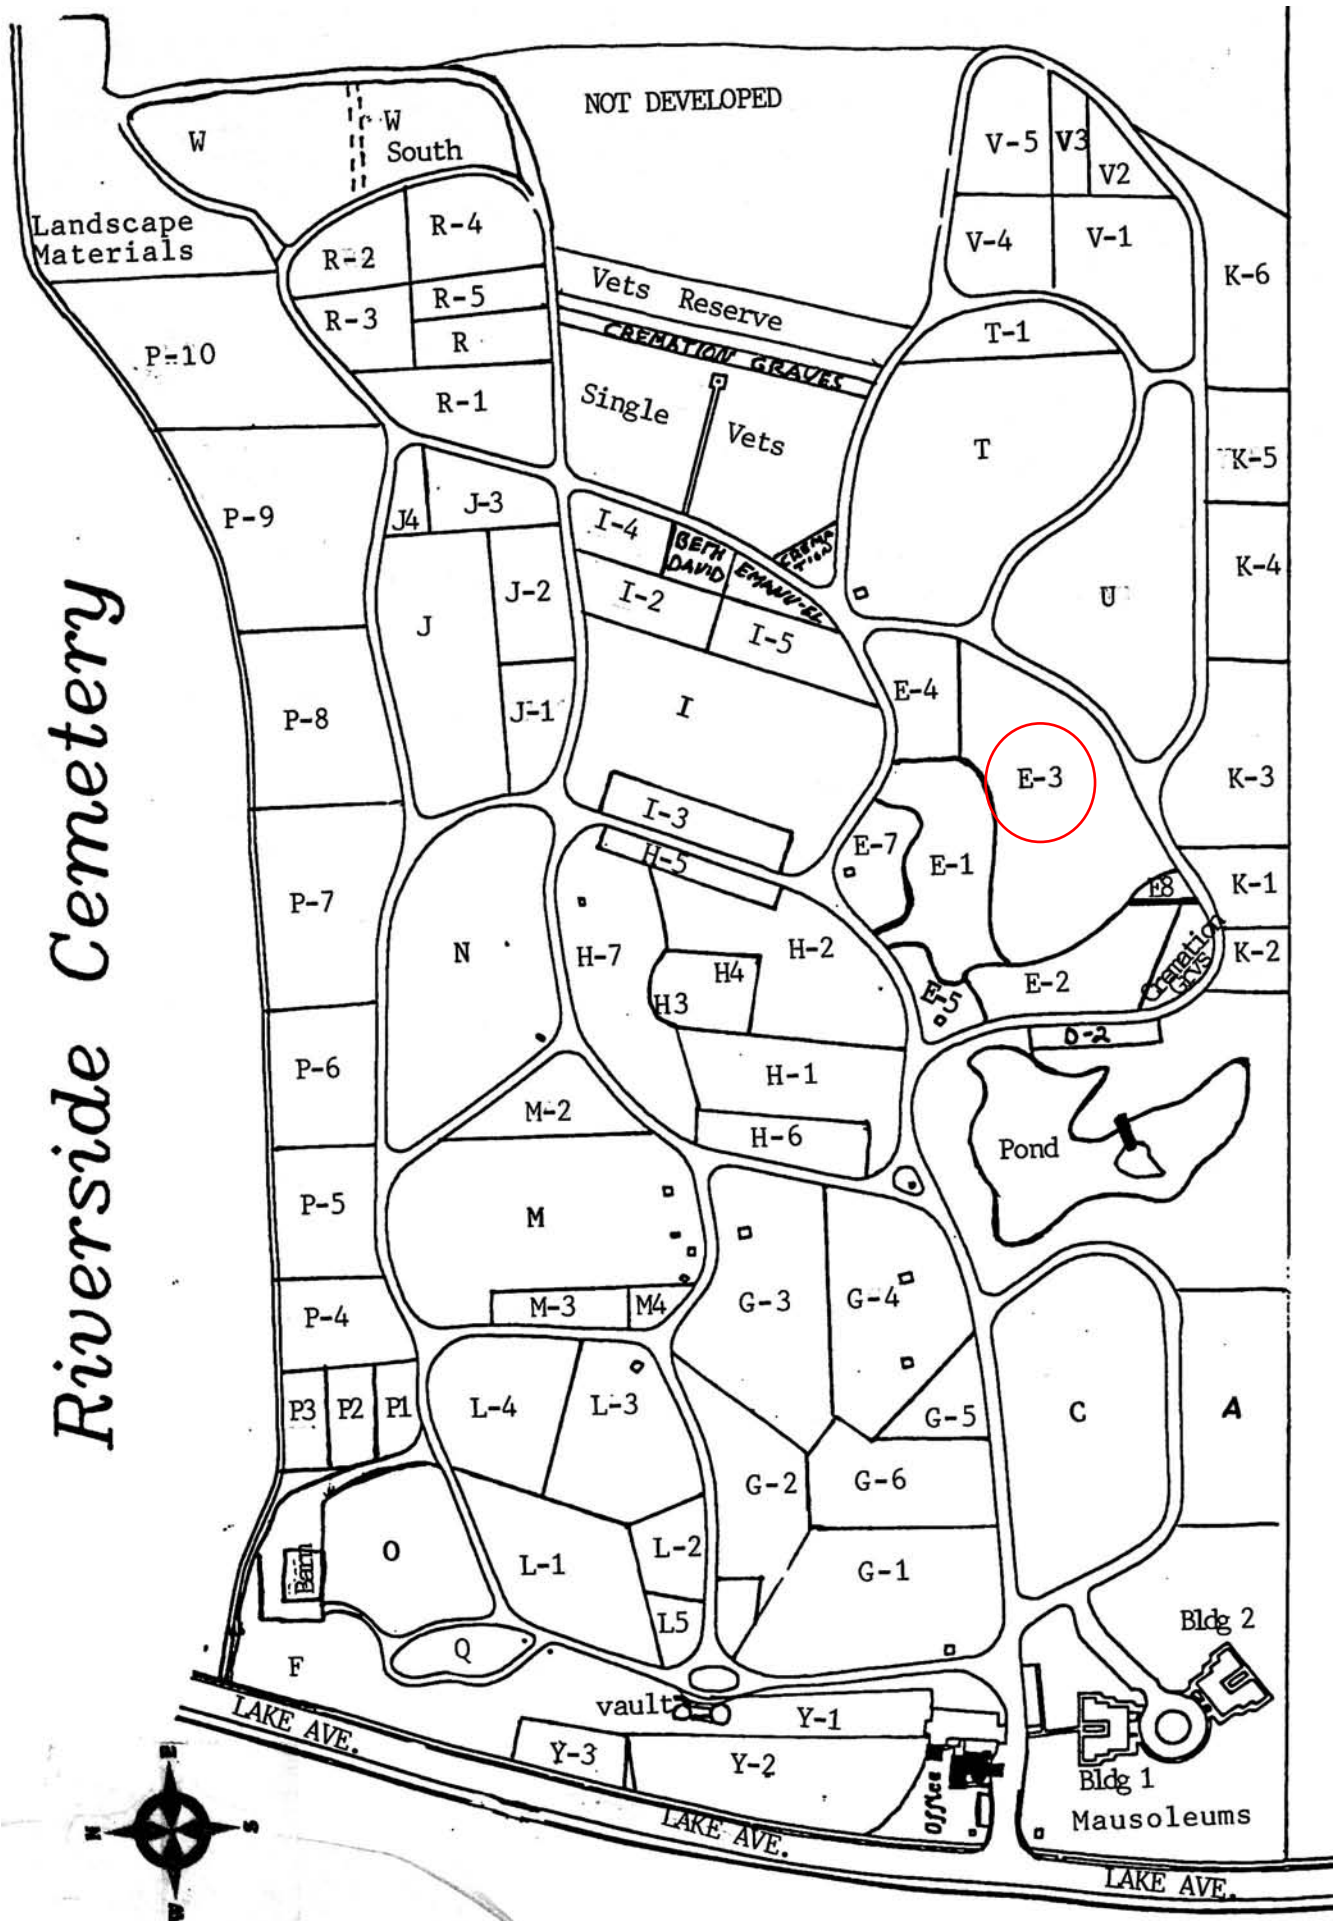 NOT DEVELOPED
W
W
South
V-5
V3
V2
Landscape
Materials
R-2
R-4
V-4
V-1
K-6
R-3
R-5
R
Vets Reserve
CREMATION GRAVES
T-1
P-10
R-1
Single
Vets
T
K-5
P-9
J4
J-3
I-4
BETH
DAVID
EMANU-EL
CREMA
TION
K-4
J
J-2
I-2
I-5
U
P-8
J-1
I
E-4
E-3
K-3
I-3
H-5
E-7
E-1
E8
K-1
P-7
N
H-7
H4
H3
H-2
E-5
E-2
Cremation
Grvs
K-2
D-2
P-6
M-2
H-1
H-6
Pond
P-5
M
M-3
M4
G-3
G-4
P-4
P3
P2
P1
L-4
L-3
G-5
C
A
G-2
G-6
O
L-1
L-2
G-1
Barn
L5
Q
F
Bldg 2
vault
Y-1
Y-3
Y-2
Office
Bldg 1
Mausoleums
LAKE AVE.
LAKE AVE.
LAKE AVE.
Riverside Cemetery
E
N
S
W